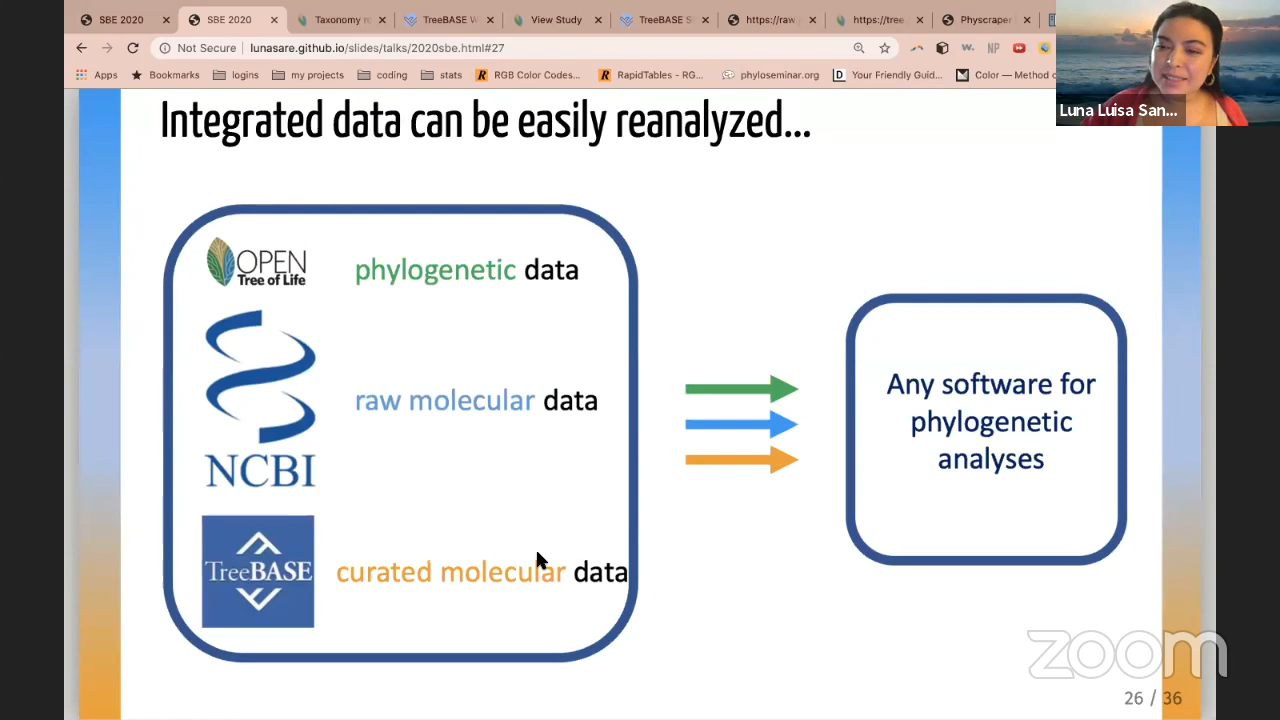 SBE 2020
SBE 2020
Taxonomy re
TreeBASE W
View Study
TreeBASE S
https://raw.
https://tree.
Physcraper
Not Secure
lunasare.github.io/slides/talks/2020sbe.html#27
Apps
Bookmarks
logins
my projects
coding
stats
RGB Color Codes...
RapidTables - RG...
phyloseminar.org
Your Friendly Guid...
Color — Method o
Luna Luisa San...
Integrated data can be easily reanalyzed...
OPEN
Tree of Life
phylogenetic data
raw molecular data
NCBI
TreeBASE
curated molecular data
Any software for
phylogenetic
analyses
zoom
26 / 36